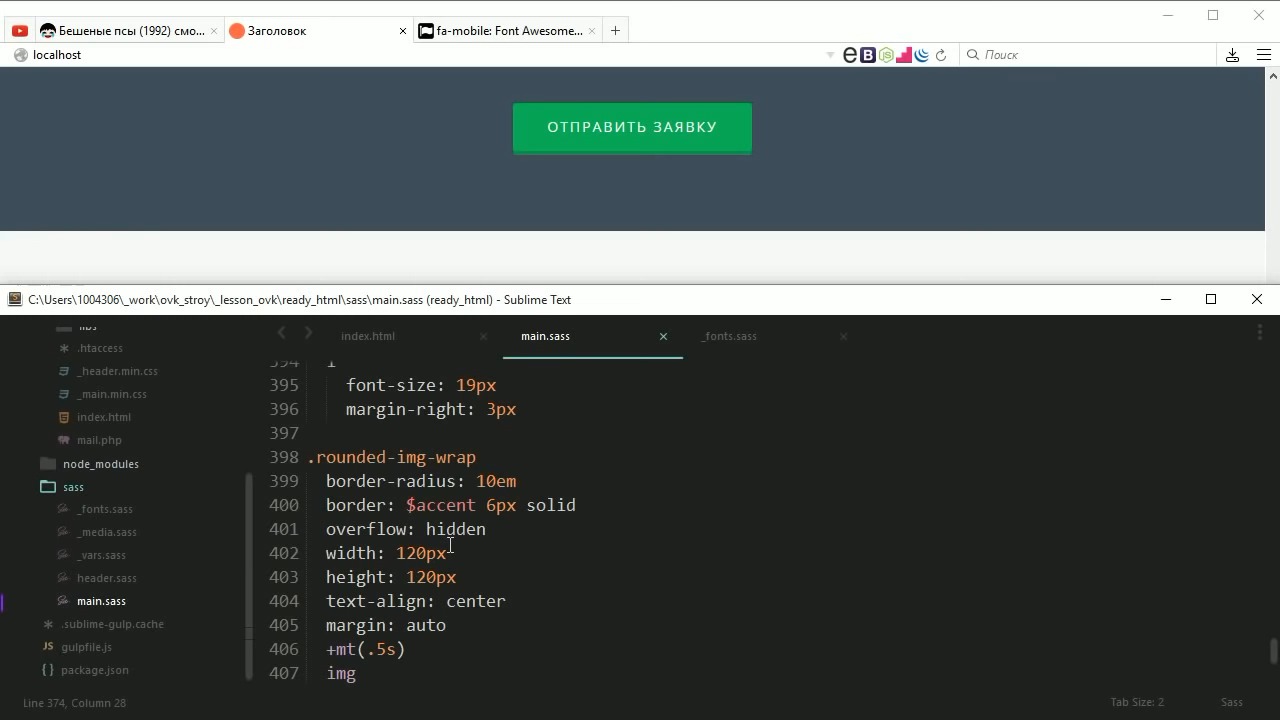 Бешеные псы (1992) смо...
Заголовок
fa-mobile: Font Awesome...
localhost
Поиск
ОТПРАВИТЬ ЗАЯВКУ
C:\Users\1004306\_work\ovk_stroy\_lesson_ovk\ready_html\sass\main.sass (ready_html) - Sublime Text
libs
.htaccess
_header.min.css
_main.min.css
index.html
mail.php
node_modules
sass
_fonts.sass
_media.sass
_vars.sass
header.sass
main.sass
.sublime-gulp.cache
gulpfile.js
package.json
index.html
main.sass
_fonts.sass
394 i
395 font-size: 19px
396 margin-right: 3px
397
398 .rounded-img-wrap
399 border-radius: 10em
400 border: $accent 6px solid
401 overflow: hidden
402 width: 120px
403 height: 120px
404 text-align: center
405 margin: auto
406 +mt(.5s)
407 img
Line 374, Column 28
Tab Size: 2
Sass